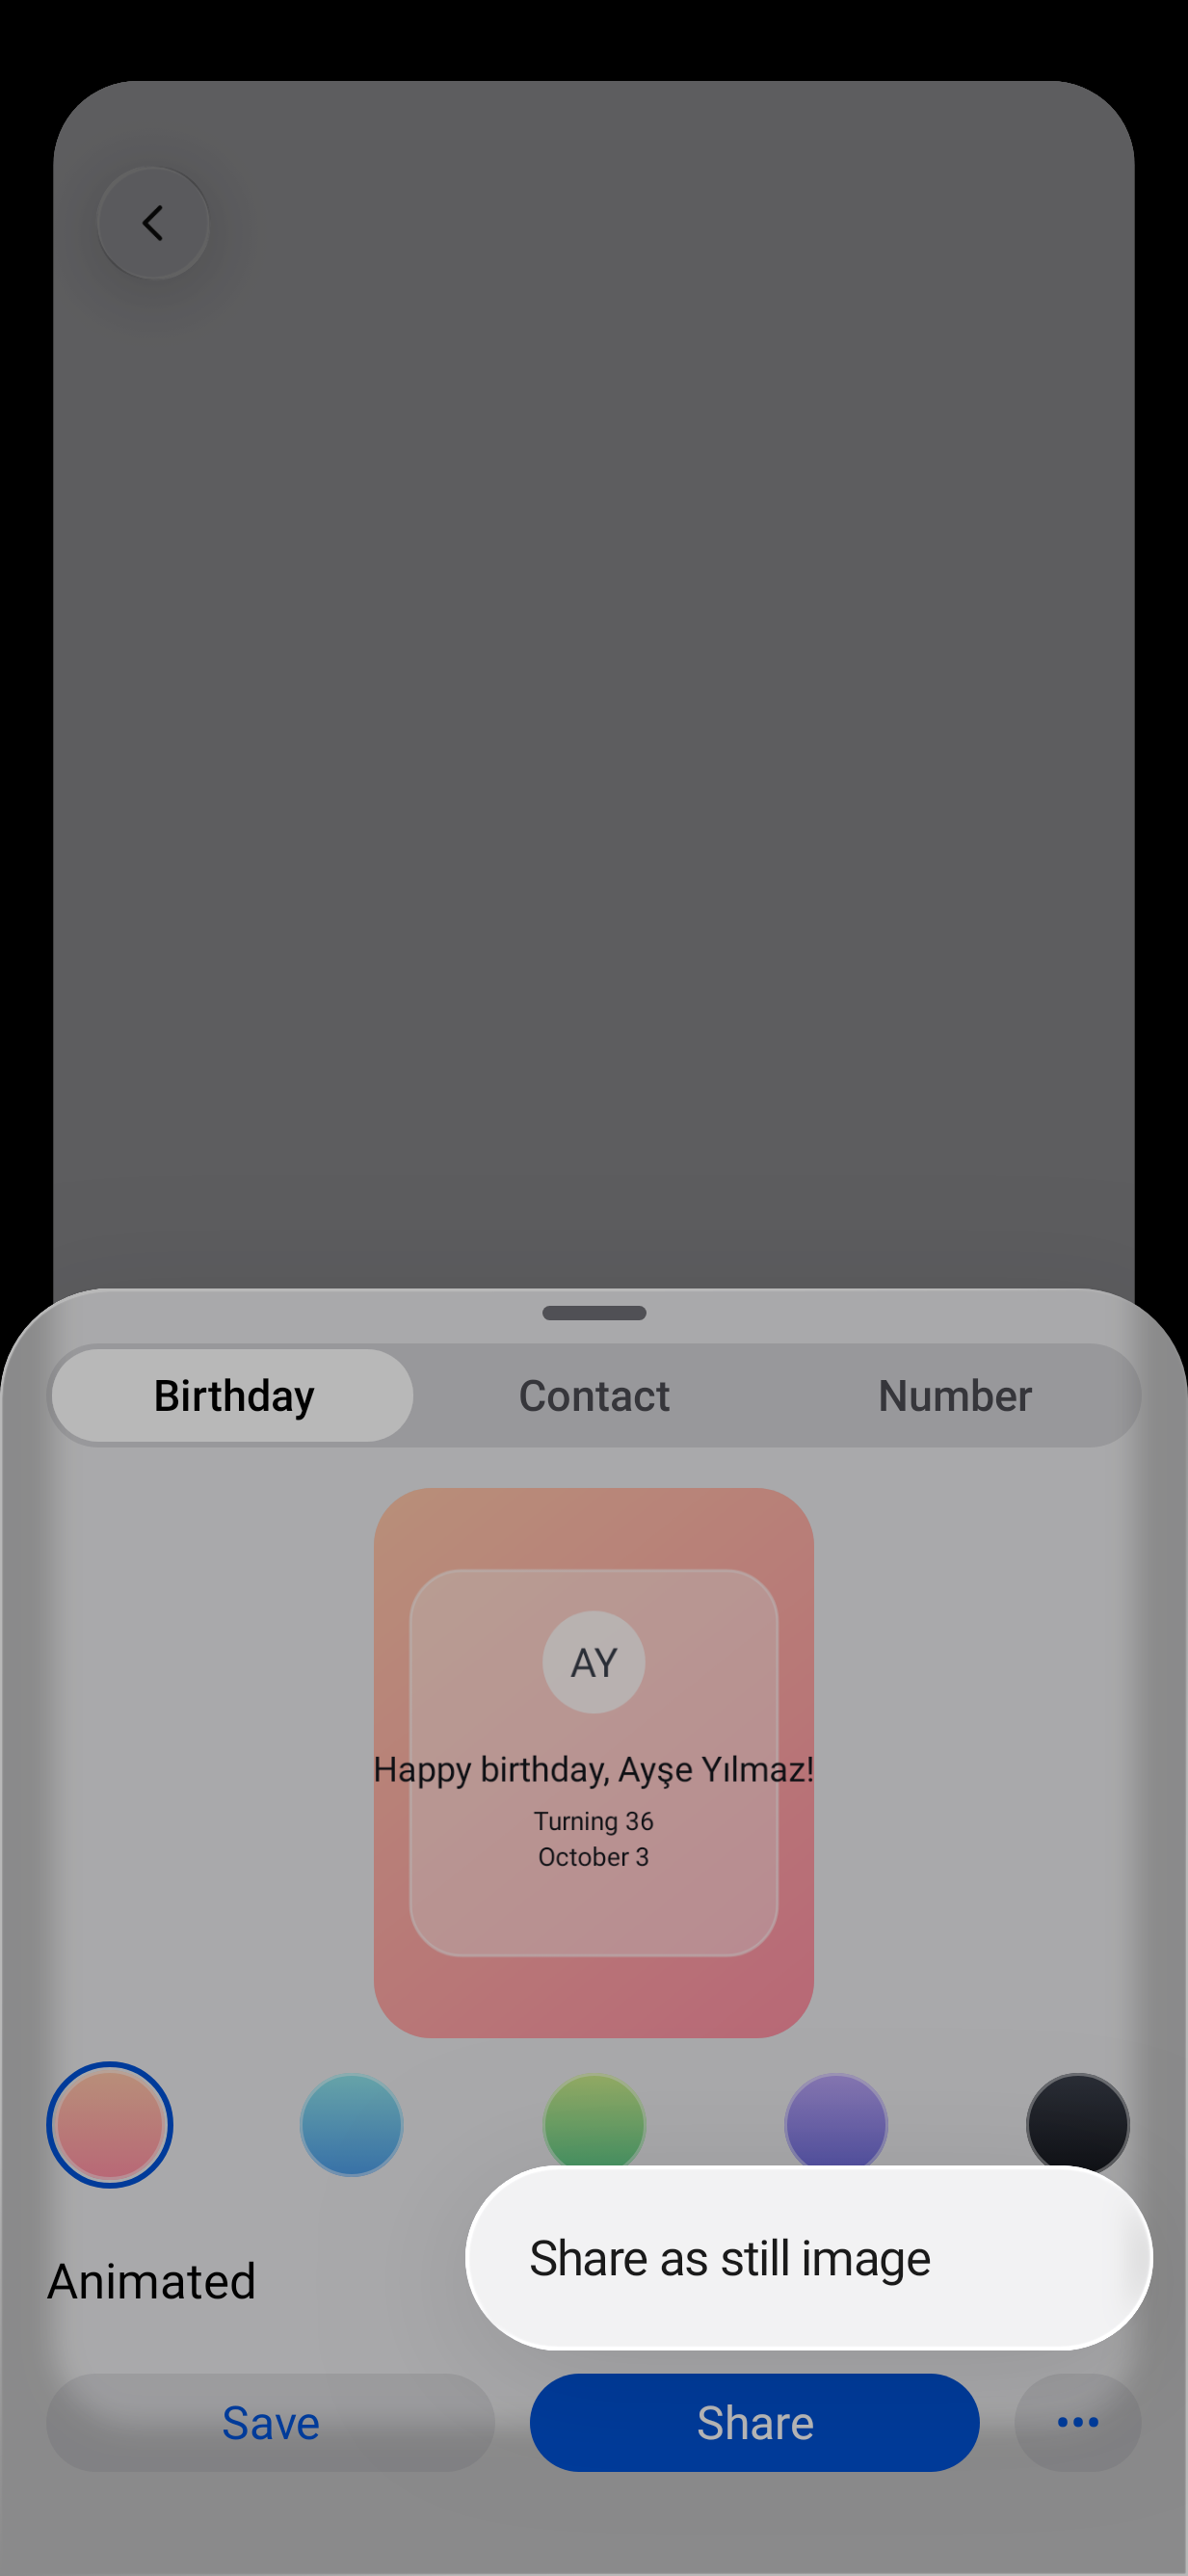 Birthday
Contact
Number
AY
Happy birthday, Ayşe Yılmaz!
Turning 36
October 3
Share as still image
Animated
Save
Share